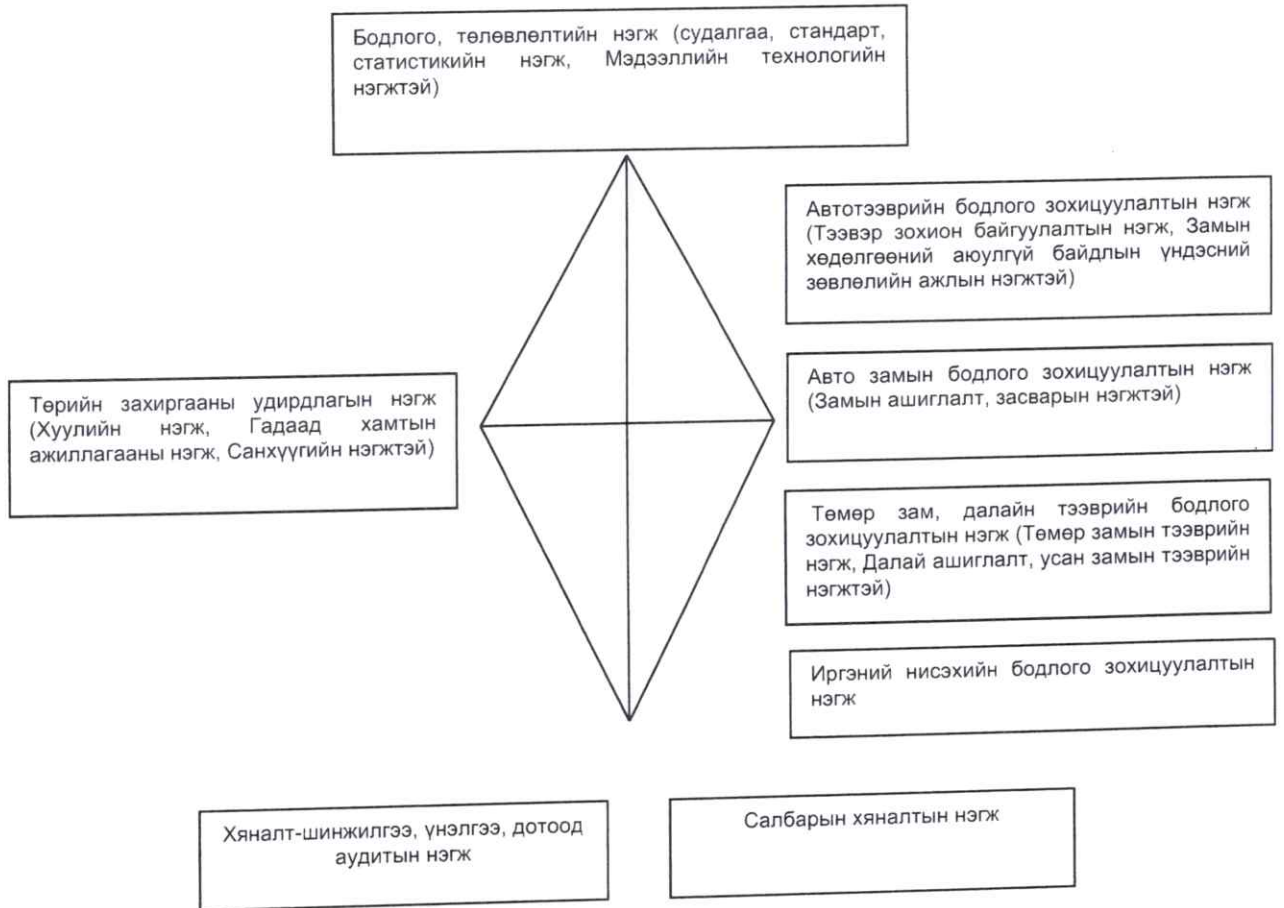 Бодлого, төлөвлөлтийн нэгж (судалгаа, стандарт,
статистикийн нэгж, Мэдээллийн технологийн
нэгжтэй)
Автотээврийн бодлого зохицуулалтын нэгж
(Тээвэр зохион байгуулалтын нэгж, Замын
хөдөлгөөний аюулгүй байдлын үндэсний
зөвлөлийн ажлын нэгжтэй)
Төрийн захиргааны удирдлагын нэгж
(Хуулийн нэгж, Гадаад хамтын
ажиллагааны нэгж, Санхүүгийн нэгжтэй)
Авто замын бодлого зохицуулалтын нэгж
(Замын ашиглалт, засварын нэгжтэй)
Төмөр зам, далайн тээврийн бодлого
зохицуулалтын нэгж (Төмөр замын тээврийн
нэгж, Далай ашиглалт, усан замын тээврийн
нэгжтэй)
Иргэний нисэхийн бодлого зохицуулалтын
нэгж
Хяналт-шинжилгээ, үнэлгээ, дотоод
аудитын нэгж
Салбарын хяналтын нэгж